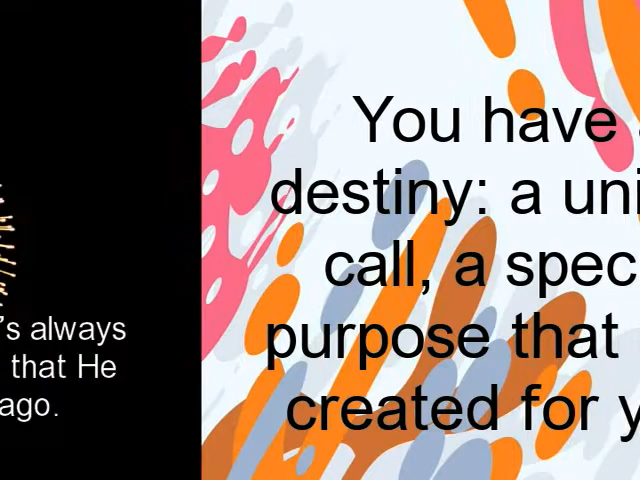 's always
that He
ago.
You have
destiny: a uni
call, a spec
purpose that
created for y